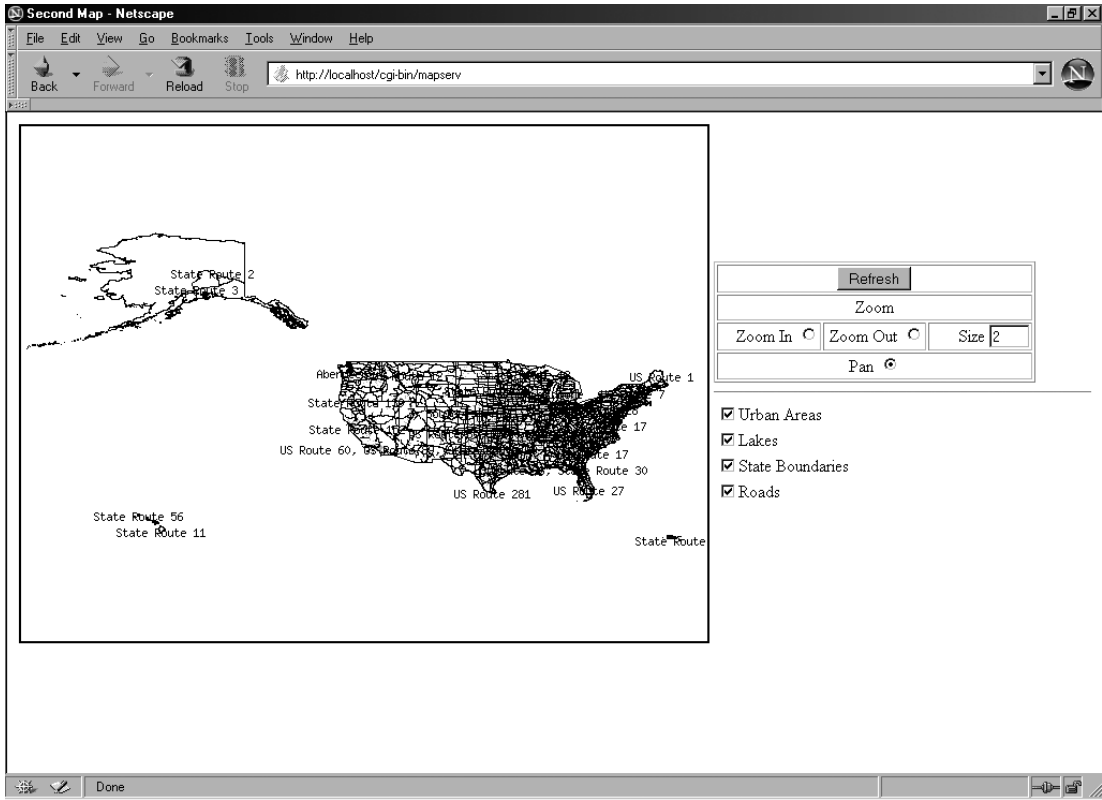 Second Map - Netscape
File Edit View Go Bookmarks Tools Window Help
Back Forward Reload Stop
http://localhost/cgi-bin/mapserv
N
State Route 2
State Route 3
US Route 1
7
State
17
State
US Route 60,
17
State Route 30
US Route 281
US Route 27
State Route 56
State Route 11
State Route
Refresh
Zoom
Zoom In Zoom Out Size 2
Pan
Urban Areas
Lakes
State Boundaries
Roads
Done